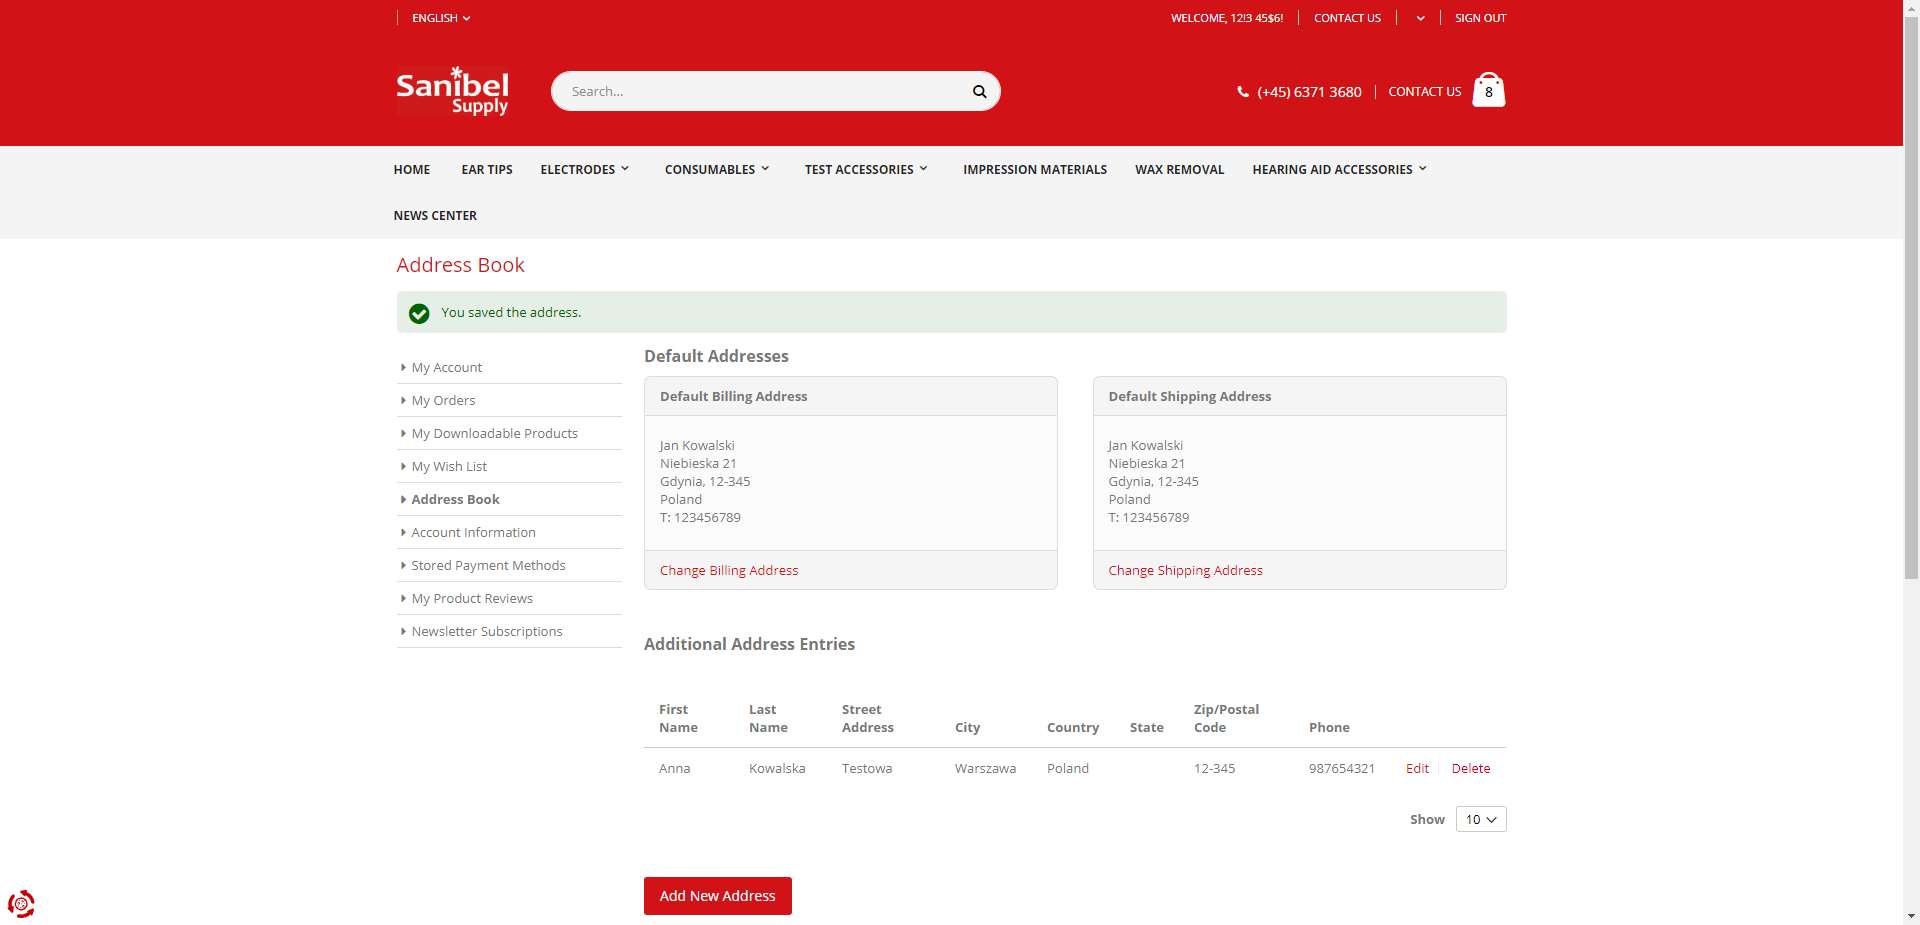 ENGLISH
WELCOME, 12!3 45$6!
CONTACT US
SIGN OUT
Sanibel
Supply
Search...
(+45) 6371 3680
CONTACT US
8
HOME
EAR TIPS
ELECTRODES
CONSUMABLES
TEST ACCESSORIES
IMPRESSION MATERIALS
WAX REMOVAL
HEARING AID ACCESSORIES
NEWS CENTER
Address Book
You saved the address.
My Account
My Orders
My Downloadable Products
My Wish List
Address Book
Account Information
Stored Payment Methods
My Product Reviews
Newsletter Subscriptions
Default Addresses
Default Billing Address
Jan Kowalski
Niebieska 21
Gdynia, 12-345
Poland
T: 123456789
Change Billing Address
Default Shipping Address
Jan Kowalski
Niebieska 21
Gdynia, 12-345
Poland
T: 123456789
Change Shipping Address
Additional Address Entries
First Name Last Name Street Address City Country State Zip/Postal Code Phone
Anna Kowalska Testowa Warszawa Poland 12-345 987654321 Edit Delete
Show 10
Add New Address